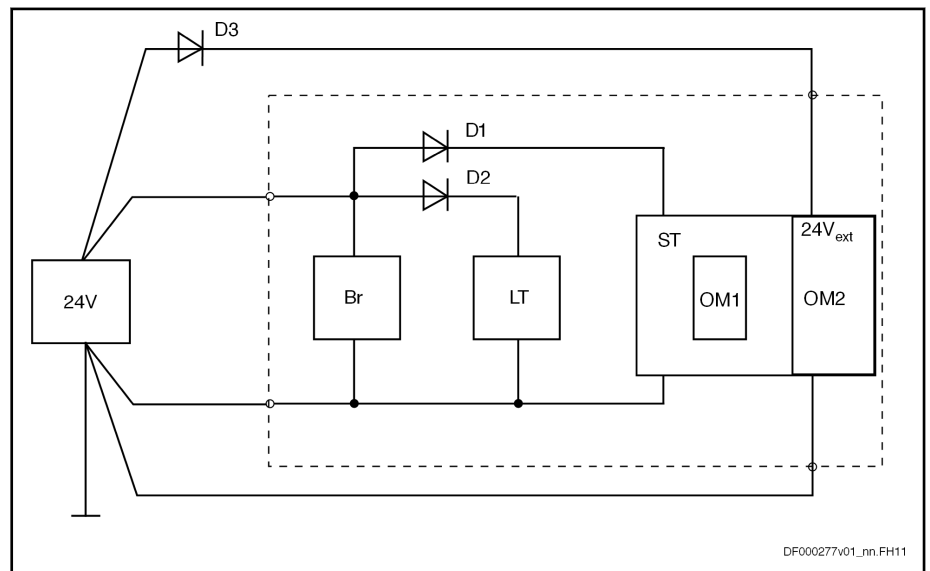 D3
D1
D2
24V
Br
LT
ST
OM1
24Vext
OM2
DF000277v01_nn.FH11